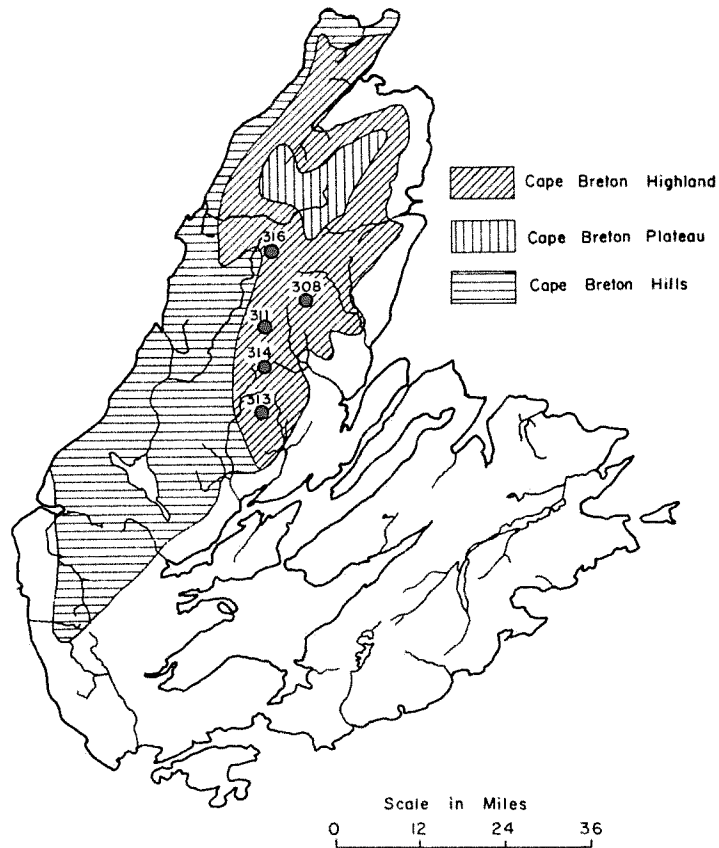 Cape Breton Highland
Cape Breton Plateau
Cape Breton Hills
316
308
311
314
313
Scale in Miles
0 12 24 36